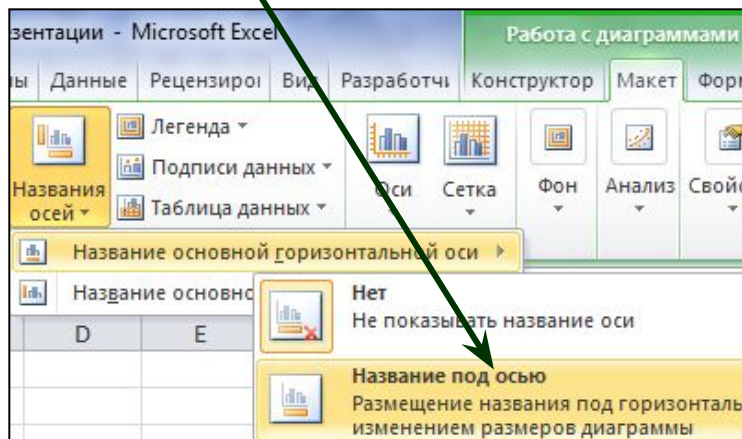 зентации - Microsoft Excel
Работа с диаграммами
ы Данные Рецензиро Вид Разработч Конструктор Макет Фор
Легенда
Подписи данных
Названия
осей
Таблица данных
Оси Сетка Фон Анализ Свойс
Название основной горизонтальной оси
Название основно
Нет
Не показывать название оси
D E
Название под осью
Размещение названия под горизонталь
изменением размеров диаграммы